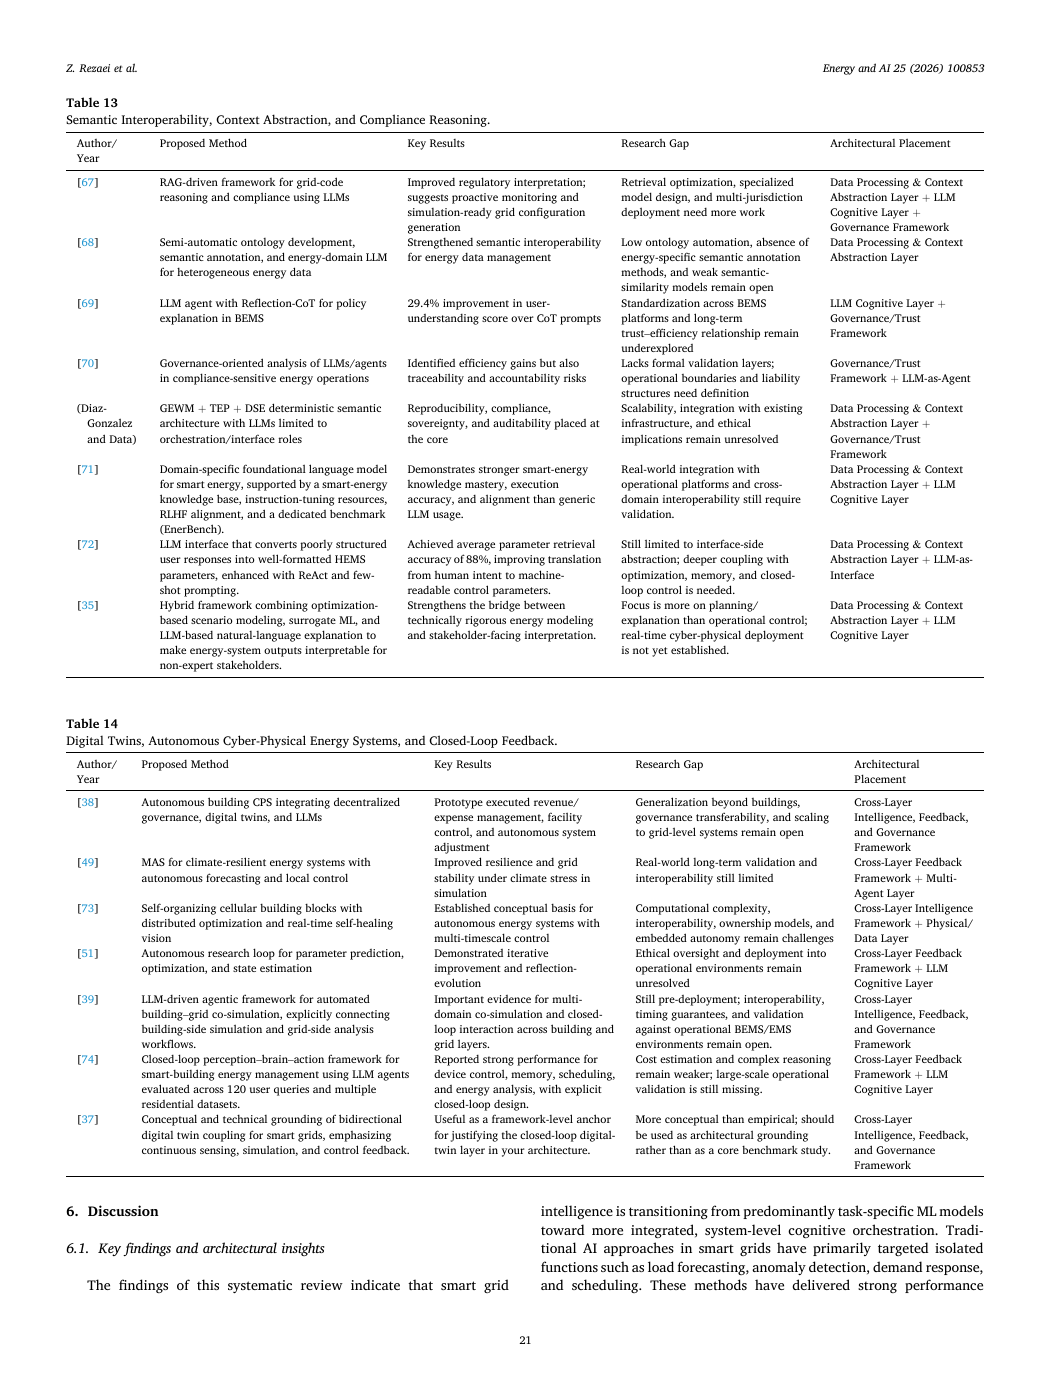 Z. Rezaei et al.
Energy and AI 25 (2026) 100853
Table 13
Semantic Interoperability, Context Abstraction, and Compliance Reasoning.
Author/
Year
Proposed Method
Key Results
Research Gap
Architectural Placement
[67]
RAG-driven framework for grid-code
reasoning and compliance using LLMs
Improved regulatory interpretation;
suggests proactive monitoring and
simulation-ready grid configuration
generation
Retrieval optimization, specialized
model design, and multi-jurisdiction
deployment need more work
Data Processing & Context
Abstraction Layer + LLM
Cognitive Layer +
Governance Framework
[68]
Semi-automatic ontology development,
semantic annotation, and energy-domain LLM
for heterogeneous energy data
Strengthened semantic interoperability
for energy data management
Low ontology automation, absence of
energy-specific semantic annotation
methods, and weak semantic-
similarity models remain open
Data Processing & Context
Abstraction Layer
[69]
LLM agent with Reflection-CoT for policy
explanation in BEMS
29.4% improvement in user-
understanding score over CoT prompts
Standardization across BEMS
platforms and long-term
trust–efficiency relationship remain
underexplored
LLM Cognitive Layer +
Governance/Trust
Framework
[70]
Governance-oriented analysis of LLMs/agents
in compliance-sensitive energy operations
Identified efficiency gains but also
traceability and accountability risks
Lacks formal validation layers;
operational boundaries and liability
structures need definition
Governance/Trust
Framework + LLM-as-Agent
(Diaz-
Gonzalez
and Data)
GEWM + TEP + DSE deterministic semantic
architecture with LLMs limited to
orchestration/interface roles
Reproducibility, compliance,
sovereignty, and auditability placed at
the core
Scalability, integration with existing
infrastructure, and ethical
implications remain unresolved
Data Processing & Context
Abstraction Layer +
Governance/Trust
Framework
[71]
Domain-specific foundational language model
for smart energy, supported by a smart-energy
knowledge base, instruction-tuning resources,
RLHF alignment, and a dedicated benchmark
(EnerBench).
Demonstrates stronger smart-energy
knowledge mastery, execution
accuracy, and alignment than generic
LLM usage.
Real-world integration with
operational platforms and cross-
domain interoperability still require
validation.
Data Processing & Context
Abstraction Layer + LLM
Cognitive Layer
[72]
LLM interface that converts poorly structured
user responses into well-formatted HEMS
parameters, enhanced with ReAct and few-
shot prompting.
Achieved average parameter retrieval
accuracy of 88%, improving translation
from human intent to machine-
readable control parameters.
Still limited to interface-side
abstraction; deeper coupling with
optimization, memory, and closed-
loop control is needed.
Data Processing & Context
Abstraction Layer + LLM-as-
Interface
[35]
Hybrid framework combining optimization-
based scenario modeling, surrogate ML, and
LLM-based natural-language explanation to
make energy-system outputs interpretable for
non-expert stakeholders.
Strengthens the bridge between
technically rigorous energy modeling
and stakeholder-facing interpretation.
Focus is more on planning/
explanation than operational control;
real-time cyber-physical deployment
is not yet established.
Data Processing & Context
Abstraction Layer + LLM
Cognitive Layer
Table 14
Digital Twins, Autonomous Cyber-Physical Energy Systems, and Closed-Loop Feedback.
Author/
Year
Proposed Method
Key Results
Research Gap
Architectural
Placement
[38]
Autonomous building CPS integrating decentralized
governance, digital twins, and LLMs
Prototype executed revenue/
expense management, facility
control, and autonomous system
adjustment
Generalization beyond buildings,
governance transferability, and scaling
to grid-level systems remain open
Cross-Layer
Intelligence, Feedback,
and Governance
Framework
[49]
MAS for climate-resilient energy systems with
autonomous forecasting and local control
Improved resilience and grid
stability under climate stress in
simulation
Real-world long-term validation and
interoperability still limited
Cross-Layer Feedback
Framework + Multi-
Agent Layer
[73]
Self-organizing cellular building blocks with
distributed optimization and real-time self-healing
vision
Established conceptual basis for
autonomous energy systems with
multi-timescale control
Computational complexity,
interoperability, ownership models, and
embedded autonomy remain challenges
Cross-Layer Intelligence
Framework + Physical/
Data Layer
[51]
Autonomous research loop for parameter prediction,
optimization, and state estimation
Demonstrated iterative
improvement and reflection-
evolution
Ethical oversight and deployment into
operational environments remain
unresolved
Cross-Layer Feedback
Framework + LLM
Cognitive Layer
[39]
LLM-driven agentic framework for automated
building–grid co-simulation, explicitly connecting
building-side simulation and grid-side analysis
workflows.
Important evidence for multi-
domain co-simulation and closed-
loop interaction across building and
grid layers.
Still pre-deployment; interoperability,
timing guarantees, and validation
against operational BEMS/EMS
environments remain open.
Cross-Layer
Intelligence, Feedback,
and Governance
Framework
[74]
Closed-loop perception–brain–action framework for
smart-building energy management using LLM agents
evaluated across 120 user queries and multiple
residential datasets.
Reported strong performance for
device control, memory, scheduling,
and energy analysis, with explicit
closed-loop design.
Cost estimation and complex reasoning
remain weaker; large-scale operational
validation is still missing.
Cross-Layer Feedback
Framework + LLM
Cognitive Layer
[37]
Conceptual and technical grounding of bidirectional
digital twin coupling for smart grids, emphasizing
continuous sensing, simulation, and control feedback.
Useful as a framework-level anchor
for justifying the closed-loop digital-
twin layer in your architecture.
More conceptual than empirical; should
be used as architectural grounding
rather than as a core benchmark study.
Cross-Layer
Intelligence, Feedback,
and Governance
Framework
6. Discussion
6.1. Key findings and architectural insights
The findings of this systematic review indicate that smart grid
intelligence is transitioning from predominantly task-specific ML models
toward more integrated, system-level cognitive orchestration. Tradi-
tional AI approaches in smart grids have primarily targeted isolated
functions such as load forecasting, anomaly detection, demand response,
and scheduling. These methods have delivered strong performance
21